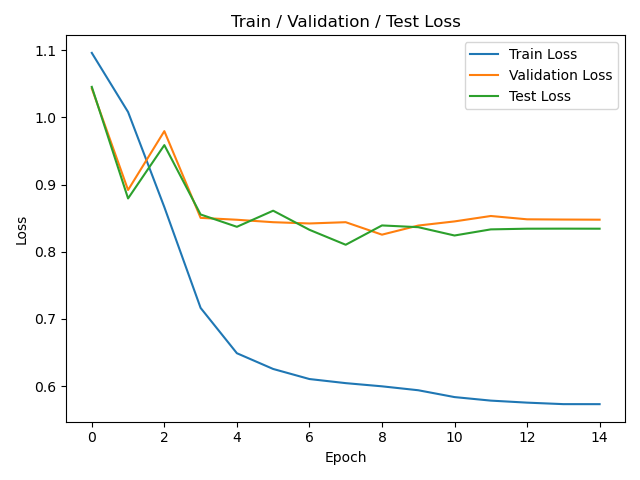 Train / Validation / Test Loss
Train Loss
Validation Loss
Test Loss
1.1
1.0
0.9
0.8
0.7
0.6
Loss
0 2 4 6 8 10 12 14
Epoch